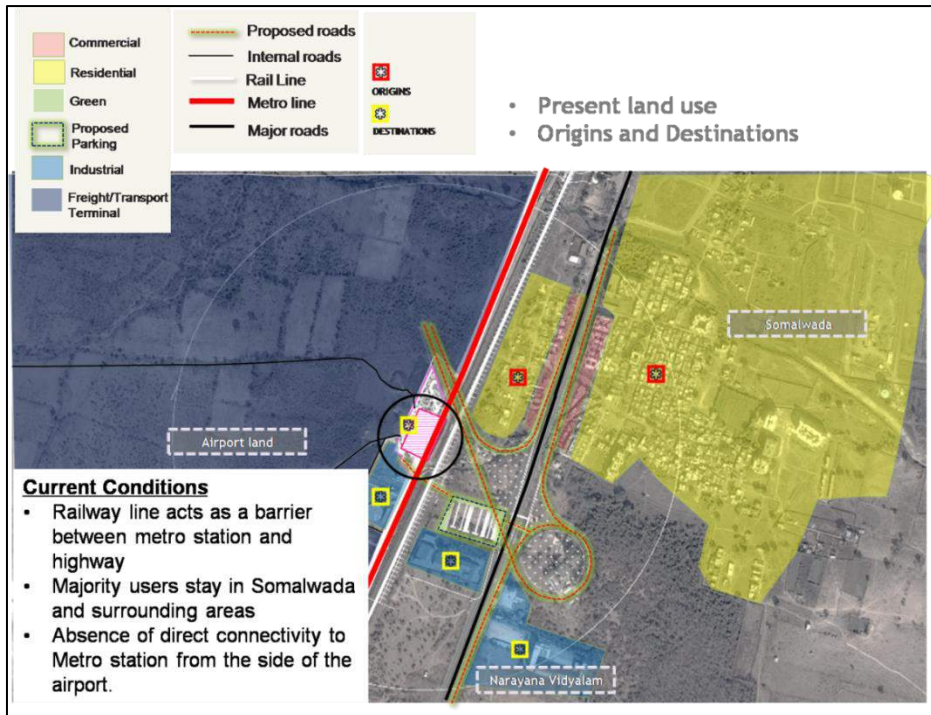 Commercial
Residential
Green
Proposed
Parking
Industrial
Freight/Transport
Terminal
Proposed roads
Internal roads
Rail Line
Metro line
Major roads
ORIGINS
DESTINATIONS
• Present land use
• Origins and Destinations
Somalwada
Airport land
Current Conditions
• Railway line acts as a barrier
between metro station and
highway
• Majority users stay in Somalwada
and surrounding areas
• Absence of direct connectivity to
Metro station from the side of the
airport.
Narayana Vidyalam